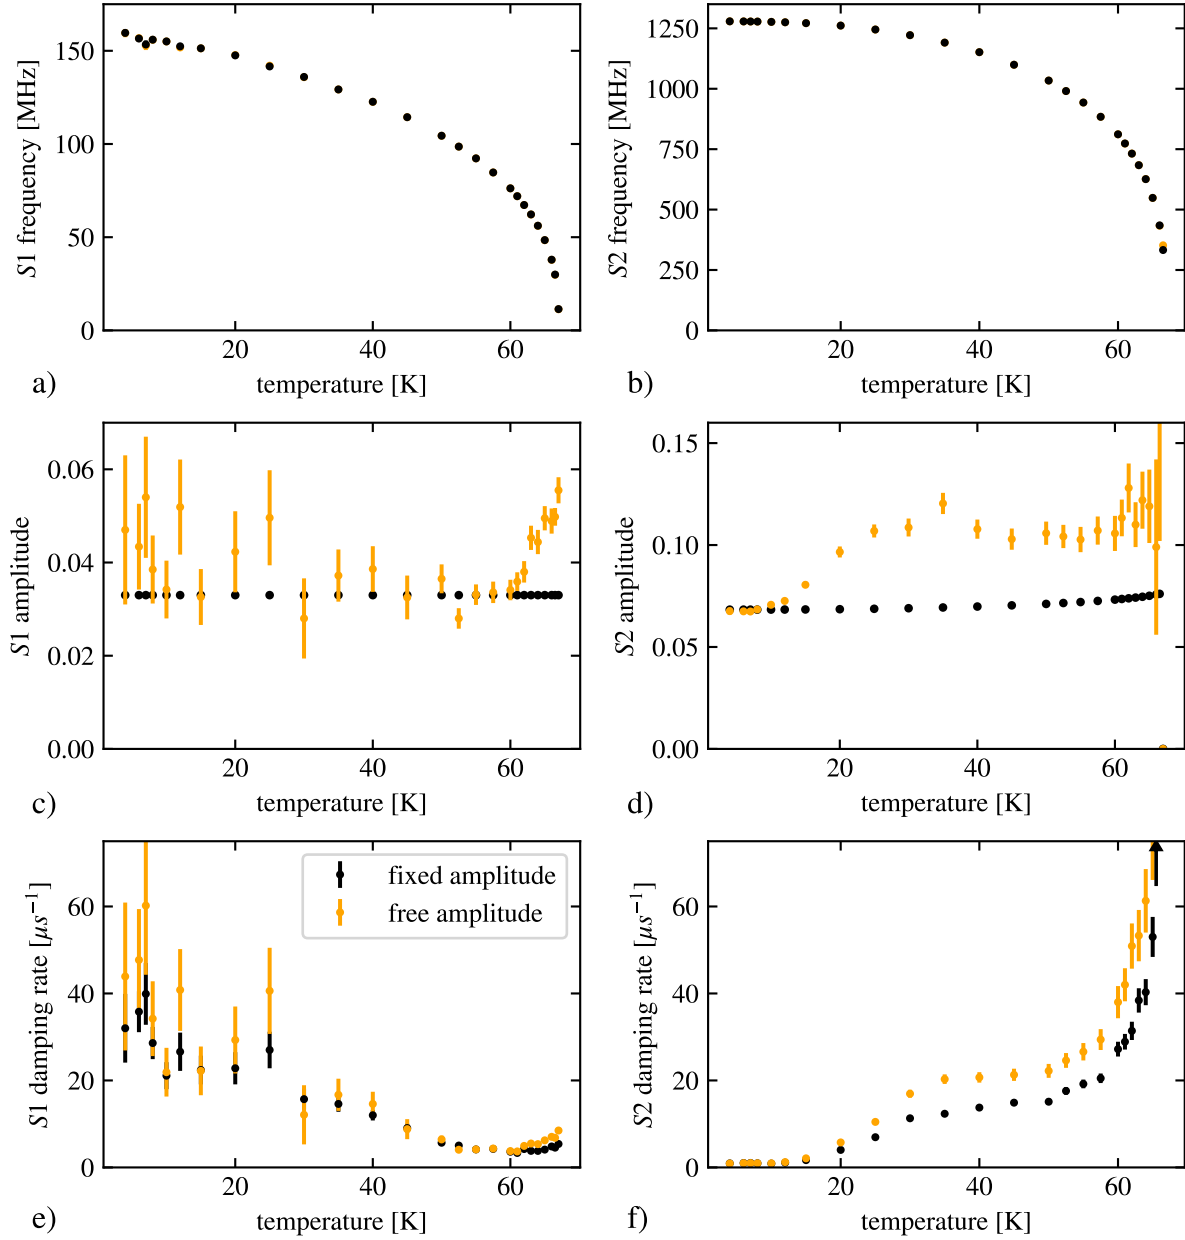 150
100
50
0
20
40
60
S1 frequency [MHz]
temperature [K]
a)
1250
1000
750
500
250
0
20
40
60
S2 frequency [MHz]
temperature [K]
b)
0.06
0.04
0.02
0.00
20
40
60
S1 amplitude
temperature [K]
c)
0.15
0.10
0.05
0.00
20
40
60
S2 amplitude
temperature [K]
d)
60
40
20
0
20
40
60
S1 damping rate [μs⁻¹]
fixed amplitude
free amplitude
temperature [K]
e)
60
40
20
0
20
40
60
S2 damping rate [μs⁻¹]
temperature [K]
f)